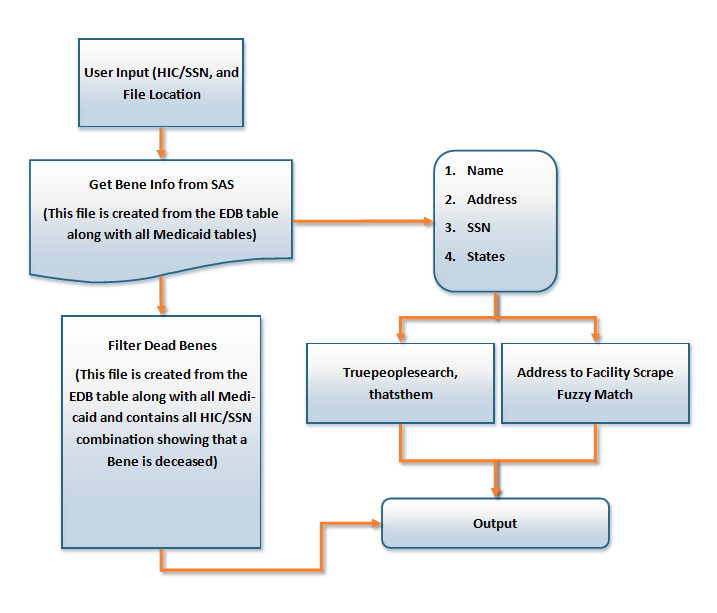 User Input (HIC/SSN, and
File Location
Get Bene Info from SAS
(This file is created from the EDB table
along with all Medicaid tables)
1. Name
2. Address
3. SSN
4. States
Filter Dead Benes
(This file is created from the
EDB table along with all Medi-
caid and contains all HIC/SSN
combination showing that a
Bene is deceased)
Truepeoplesearch,
thatsthem
Address to Facility Scrape
Fuzzy Match
Output